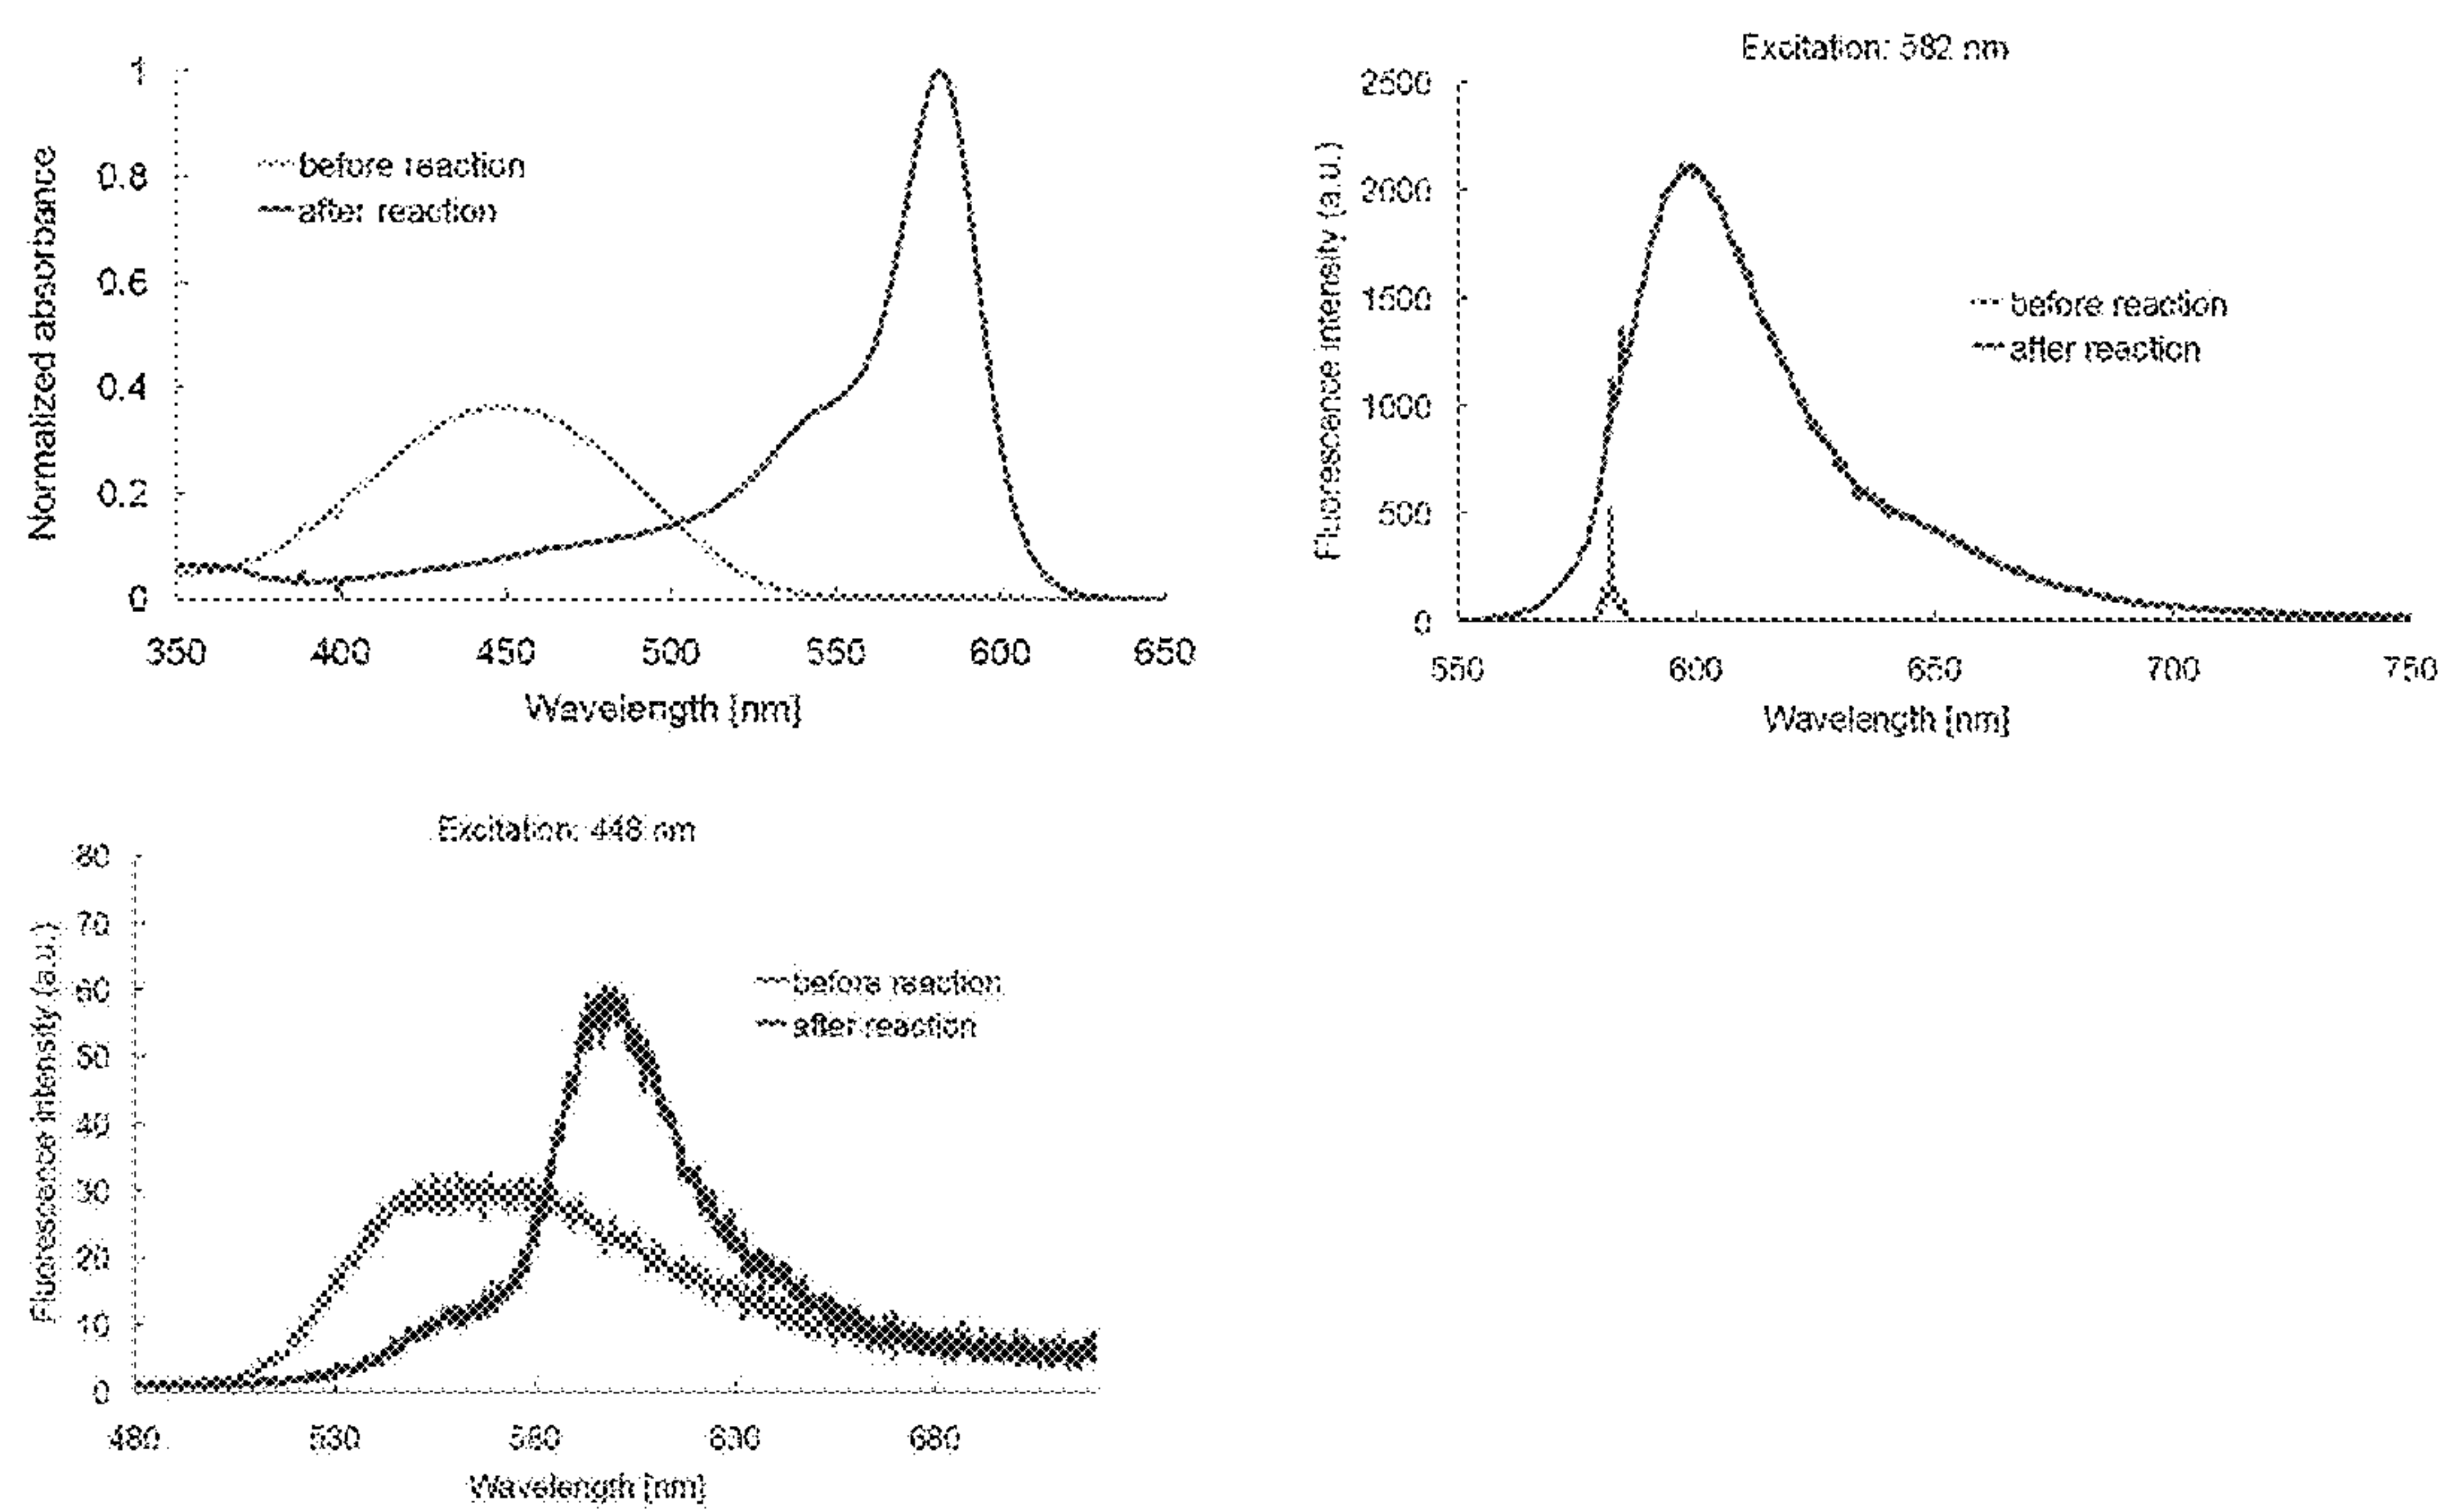 1
0.8
0.6
0.4
0.2
0
Normalized absorbance
before reaction
after reaction
350 400 450 500 550 600 650
Wavelength [nm]
Excitation: 582 nm
2500
2000
1500
1000
500
0
Fluorescence intensity (a.u.)
before reaction
after reaction
550 600 650 700 750
Wavelength [nm]
Excitation: 448 nm
80
70
60
50
40
30
20
10
0
Fluorescence intensity (a.u.)
before reaction
after reaction
480 530 580 630 680
Wavelength [nm]